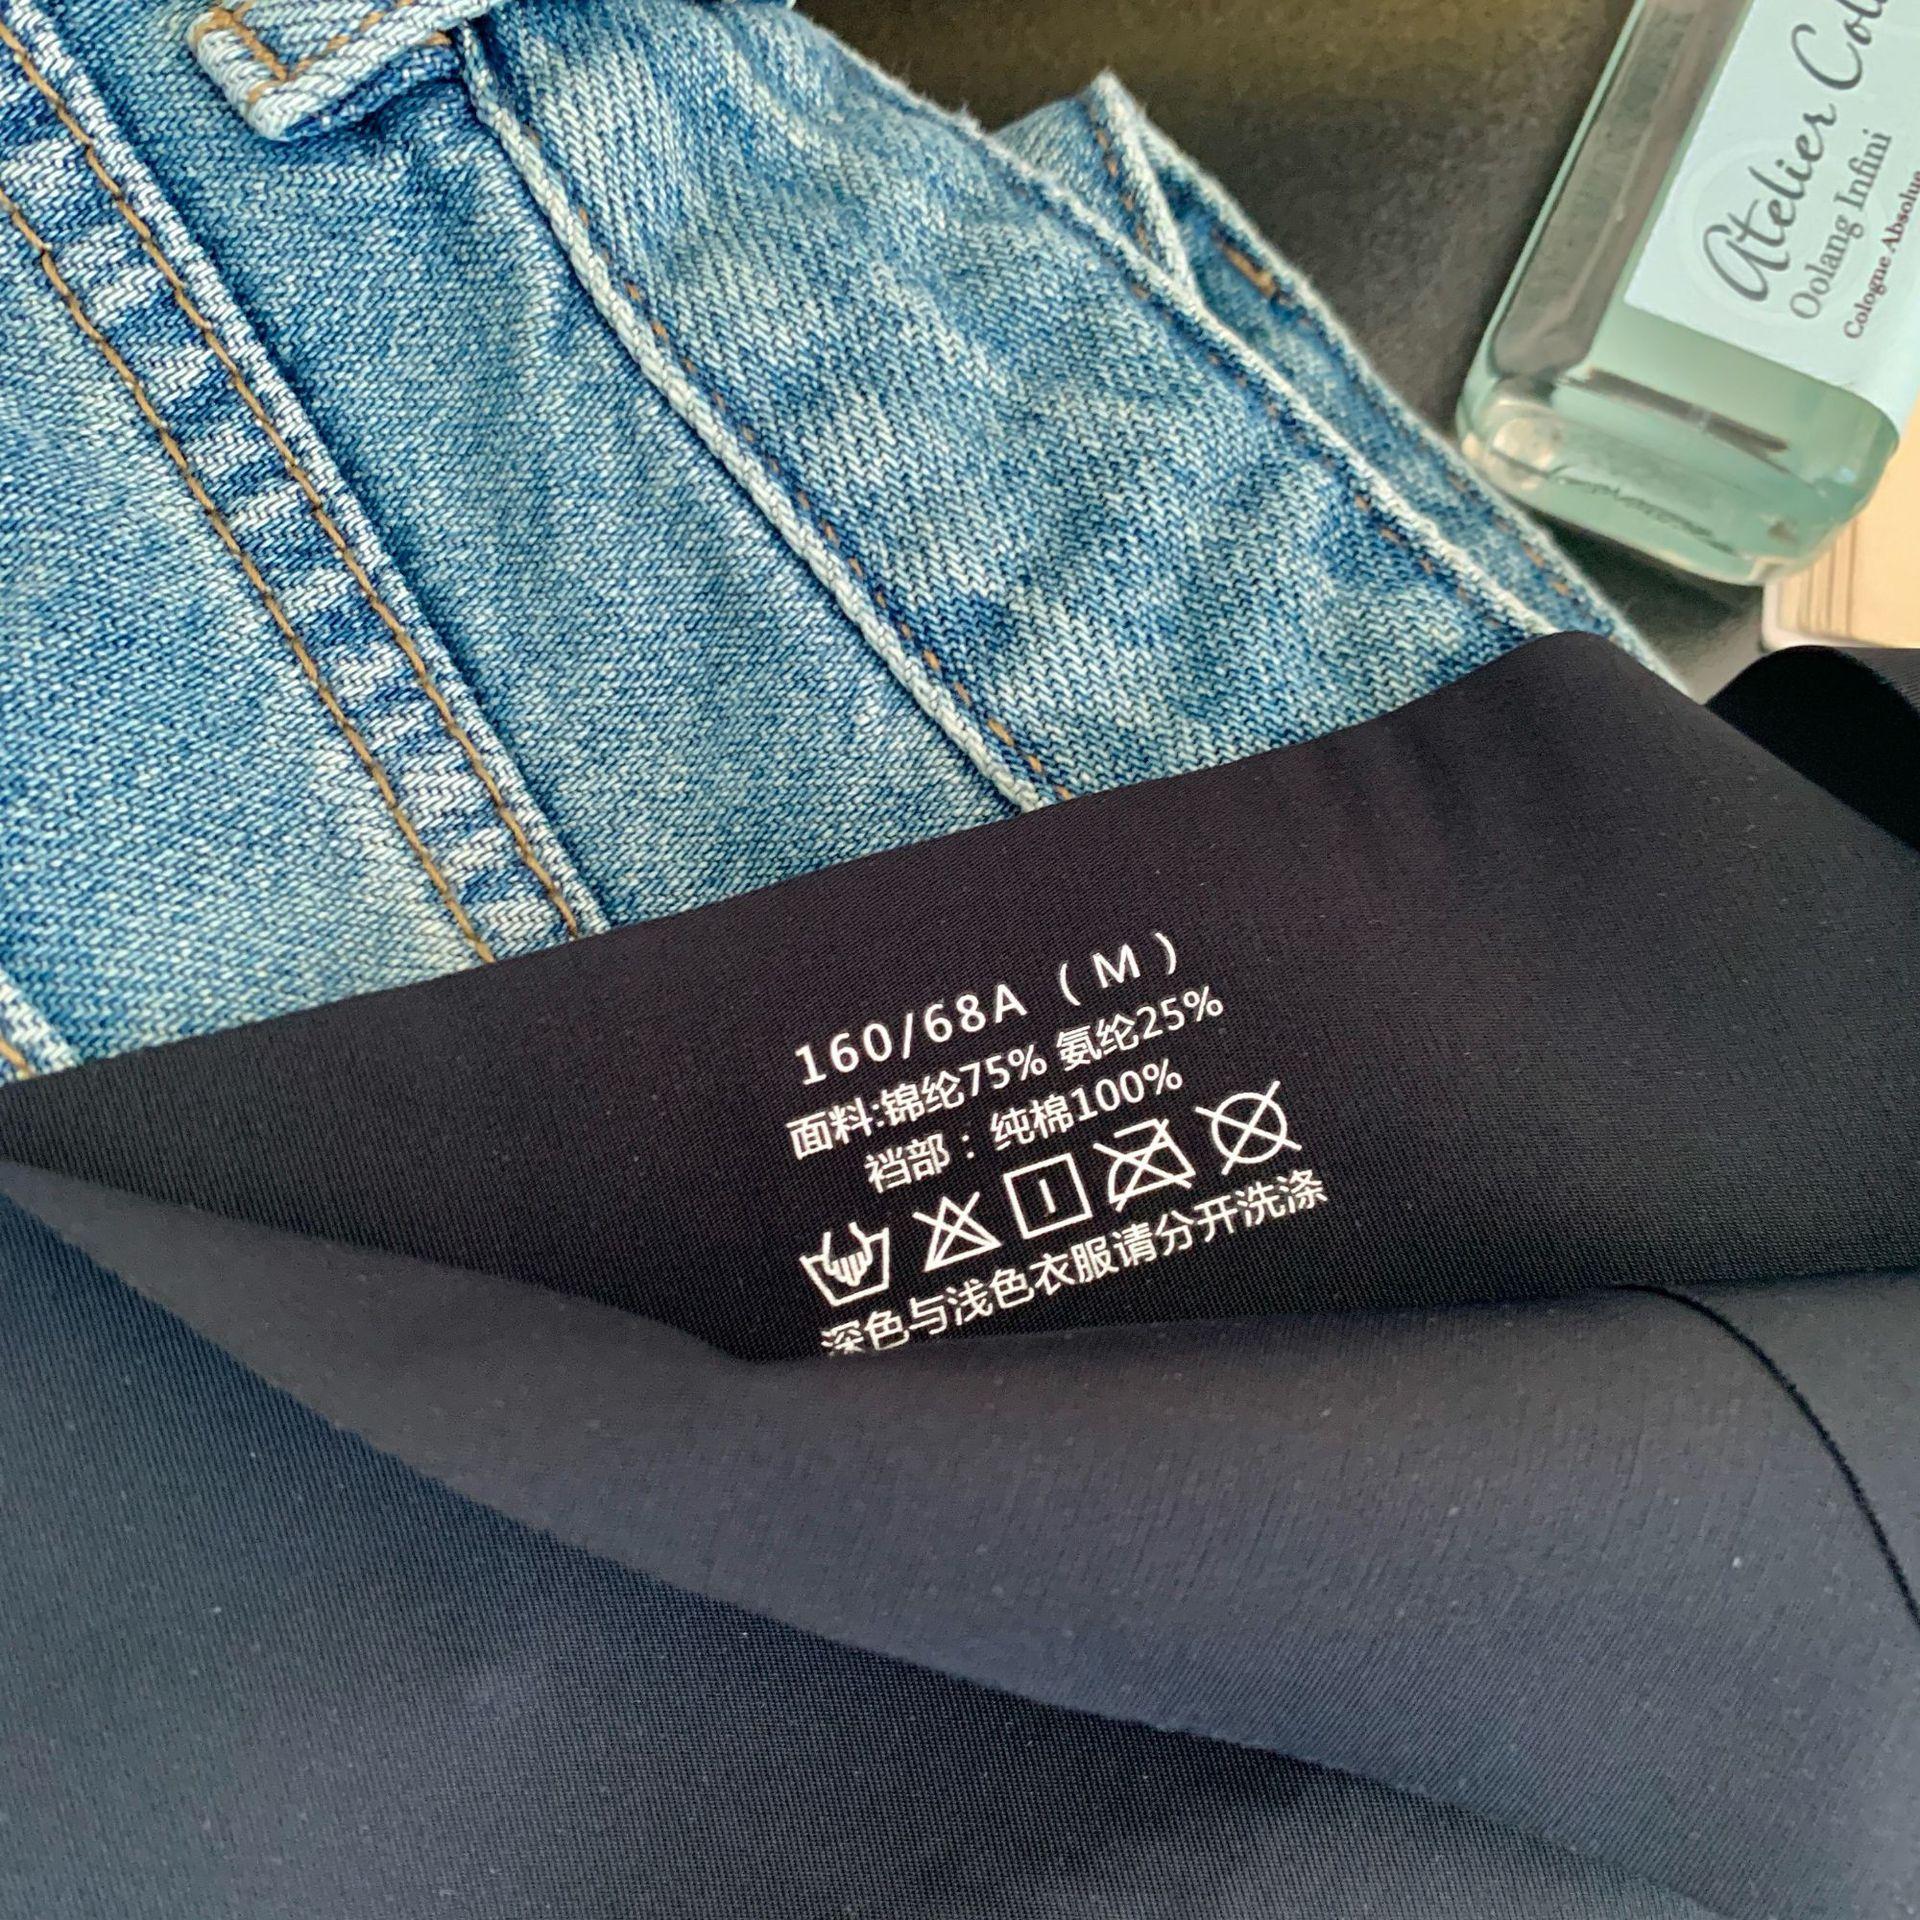 Atelier
Oolang Infini
Cologne Absolue
160/68A (M)
面料:锦纶75% 氨纶25%
裆部：纯棉100%
深色与浅色衣服请分开洗涤